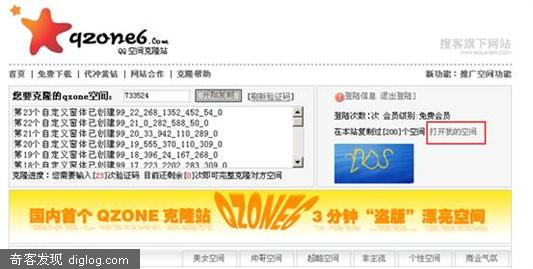 qzone6.com
QQ空间克隆站
搜客旗下网站
首页 | 免费下载 | 代冲黄钻 | 网站合作 | 克隆帮助
新功能：推广空间功能
您要克隆的qzone空间： 733524 开始复制 [刷新验证码]
第23个自定义窗体已创建99_22_268_1352_452_54_0
第22个自定义窗体已创建99_21_0_282_588_50_0
第21个自定义窗体已创建99_20_33_942_110_289_0
第20个自定义窗体已创建99_19_555_370_110_309_0
第19个自定义窗体已创建99_18_396_24_167_268_0
第18个自定义窗体已创建99_17_223_2202_283_309_0
克隆进度：您需要输入[23]次验证码 目前还剩余[0]次即可完整克隆对方空间
登陆信息 退出登陆]
登陆次数：次 会员级别：免费会员
在本站复制过[200]个空间 打开我的空间
国内首个 QZONE 克隆站 QZONE6 3 分钟 “盗版” 漂亮空间
美女空间 帅哥空间 超酷空间 非主流 个性空间 商业气氛
奇客发现 diglog.com